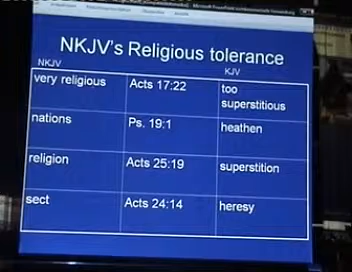 NKJV's Religious tolerance
NKJV KJV
very religious Acts 17:22 too
superstitious
nations Ps. 19:1 heathen
religion Acts 25:19 superstition
sect Acts 24:14 heresy